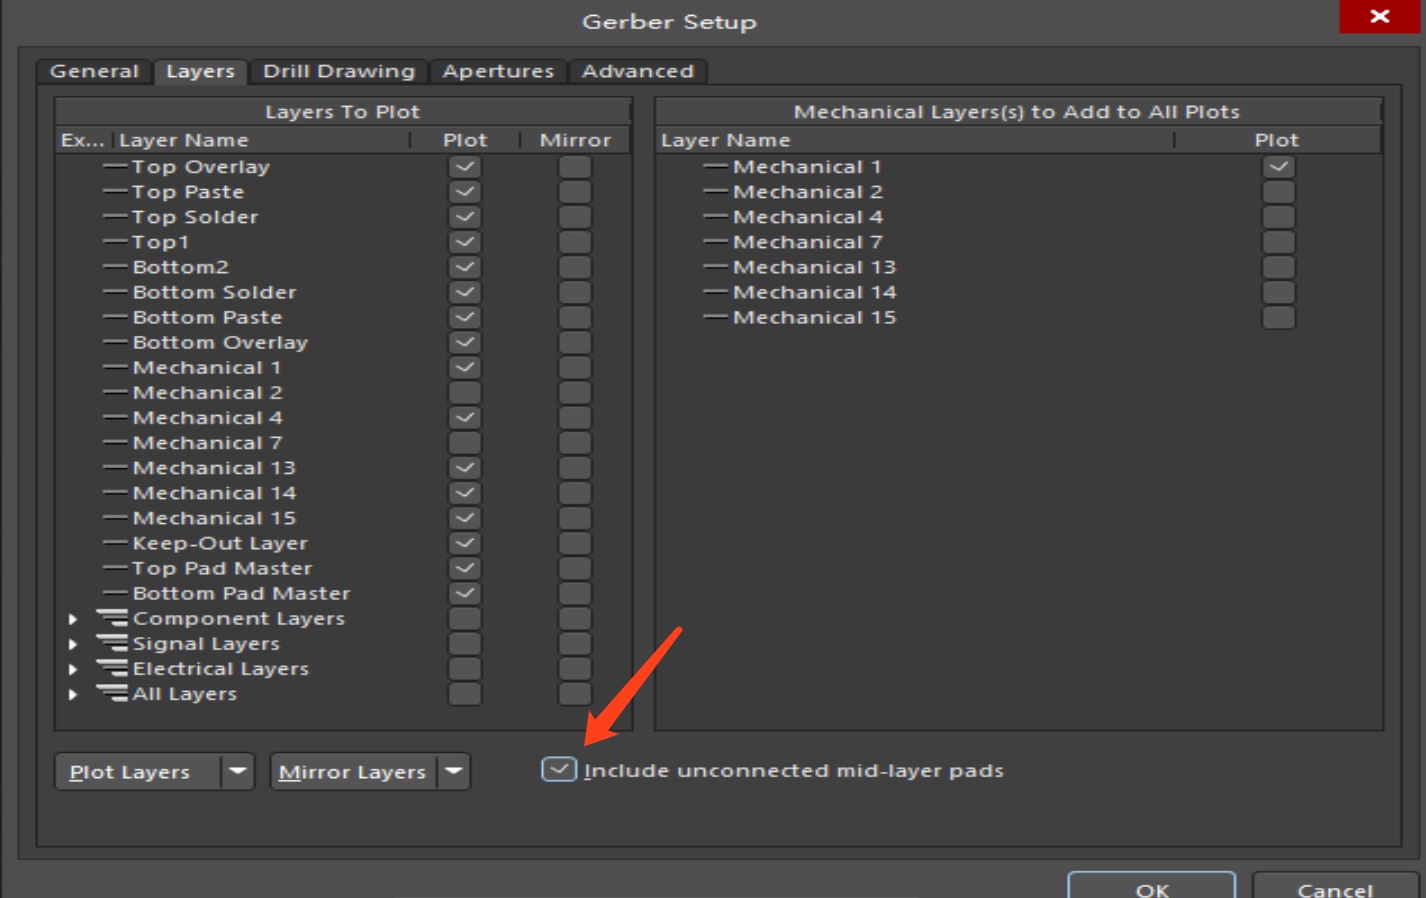 Gerber Setup
General Layers Drill Drawing Apertures Advanced
Layers To Plot
Ex... Layer Name Plot Mirror
Top Overlay
Top Paste
Top Solder
Top1
Bottom2
Bottom Solder
Bottom Paste
Bottom Overlay
Mechanical 1
Mechanical 2
Mechanical 4
Mechanical 7
Mechanical 13
Mechanical 14
Mechanical 15
Keep-Out Layer
Top Pad Master
Bottom Pad Master
Component Layers
Signal Layers
Electrical Layers
All Layers
Mechanical Layers(s) to Add to All Plots
Layer Name Plot
Mechanical 1
Mechanical 2
Mechanical 4
Mechanical 7
Mechanical 13
Mechanical 14
Mechanical 15
Plot Layers Mirror Layers Include unconnected mid-layer pads
OK Cancel